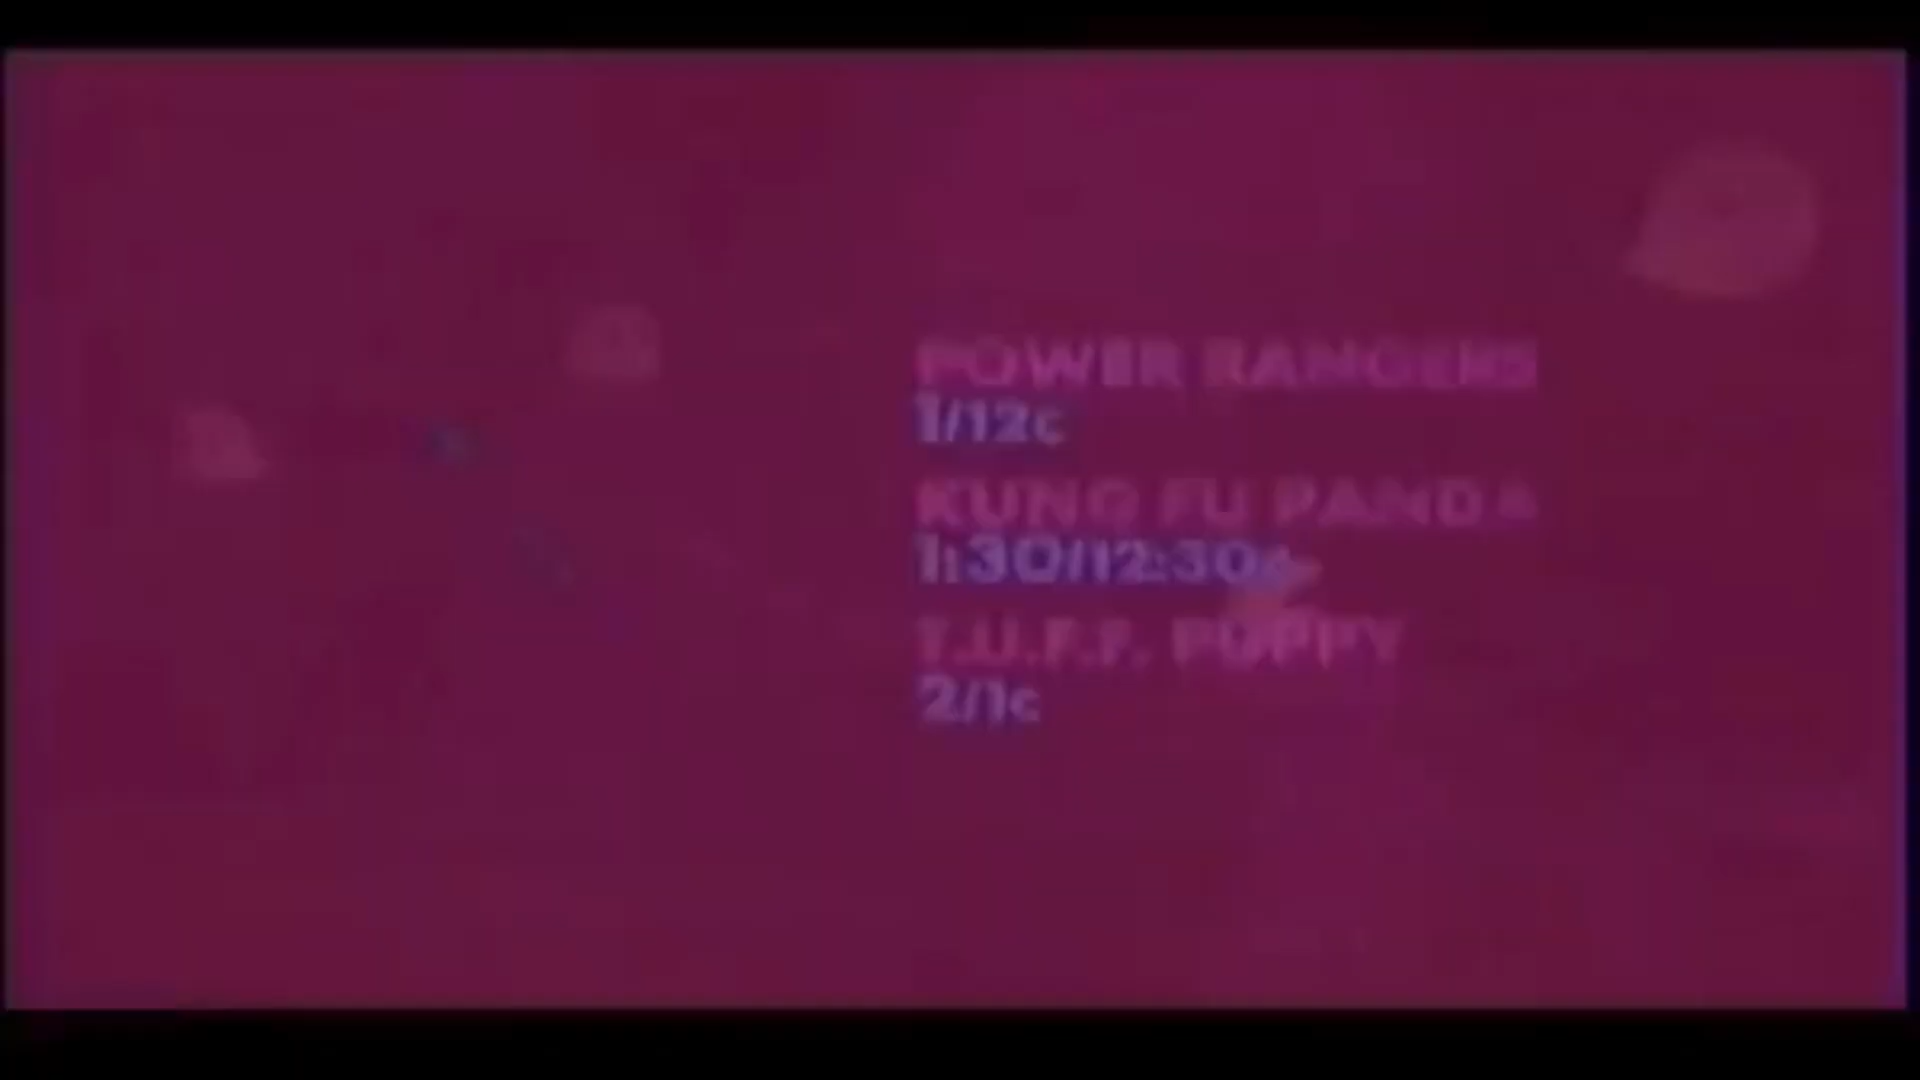 POWER RANGERS
1/12c
KUNG FU PANDA
1:30/12:30c
T.U.F.F. PUPPY
2/1c